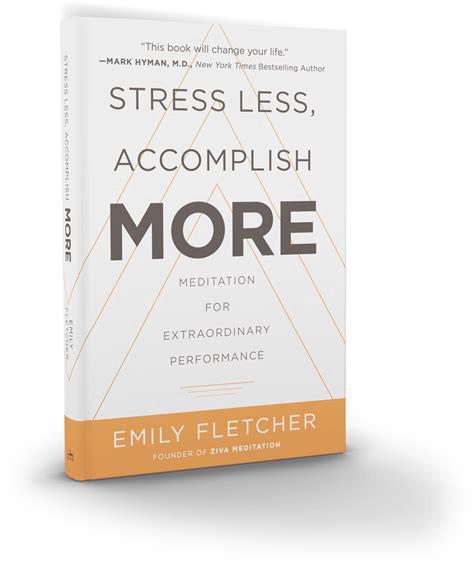 "This book will change your life."
—MARK HYMAN, M.D., New York Times Bestselling Author
STRESS LESS,
ACCOMPLISH
MORE
MEDITATION
FOR
EXTRAORDINARY
PERFORMANCE
EMILY FLETCHER
FOUNDER OF ZIVA MEDITATION
STRESS LESS, ACCOMPLISH
MORE
EMILY
FLETCHER